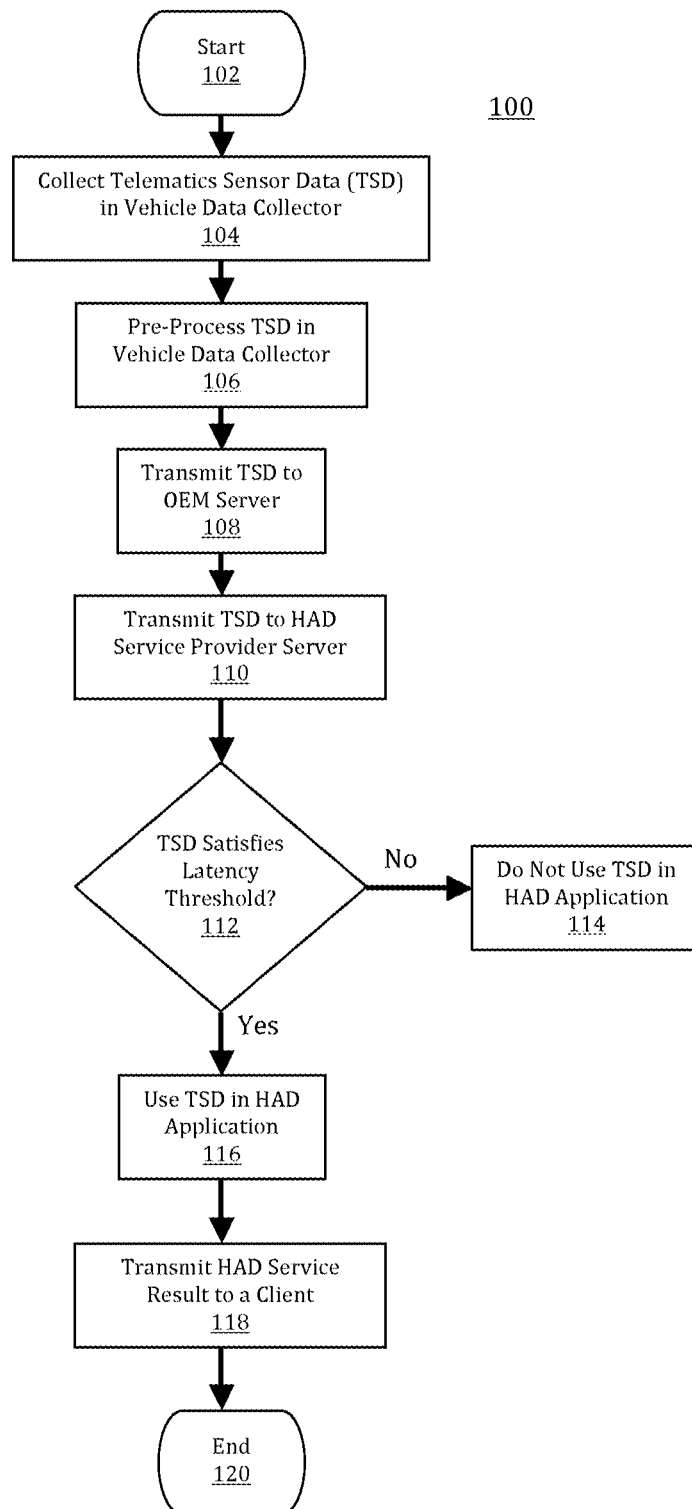 Start
102
100
Collect Telematics Sensor Data (TSD)
in Vehicle Data Collector
104
Pre-Process TSD in
Vehicle Data Collector
106
Transmit TSD to
OEM Server
108
Transmit TSD to HAD
Service Provider Server
110
TSD Satisfies
Latency
Threshold?
112
No
Do Not Use TSD in
HAD Application
114
Yes
Use TSD in HAD
Application
116
Transmit HAD Service
Result to a Client
118
End
120